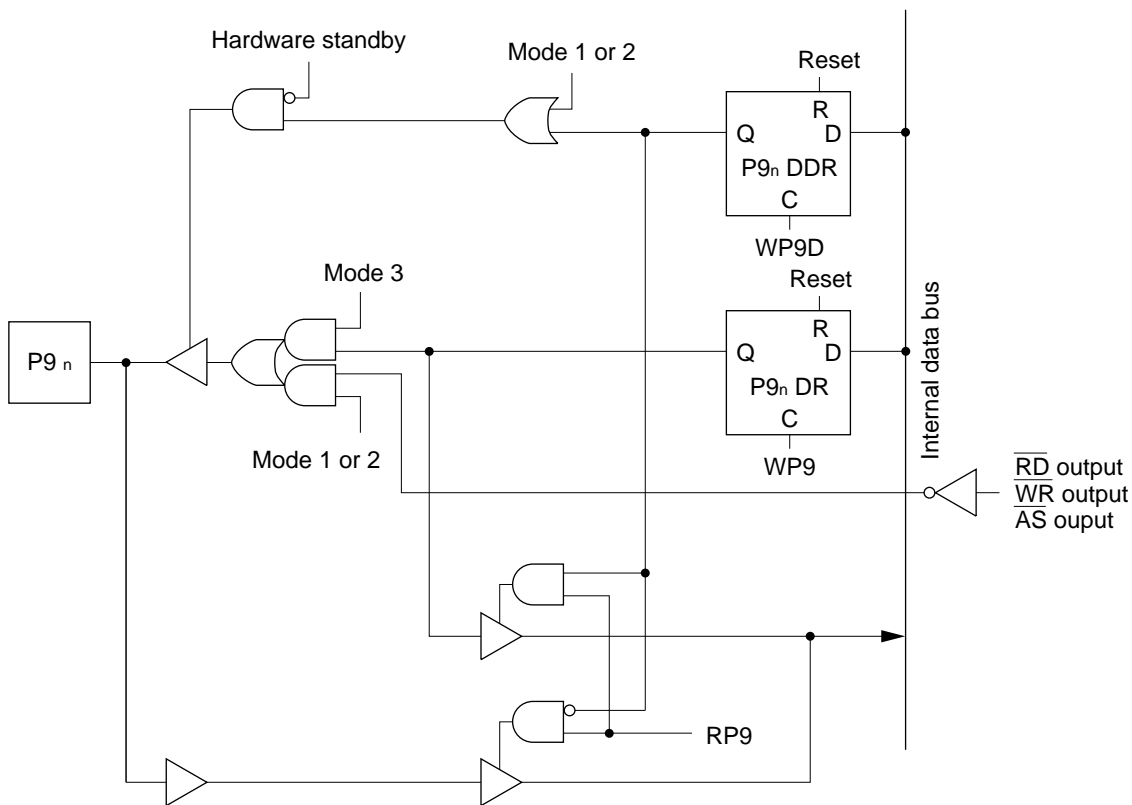 Hardware standby
Mode 1 or 2
Reset
R
Q
D
P9n DDR
C
WP9D
Mode 3
Reset
R
Q
D
P9n DR
C
WP9
P9 n
Mode 1 or 2
Internal data bus
RD output
WR output
AS ouput
RP9